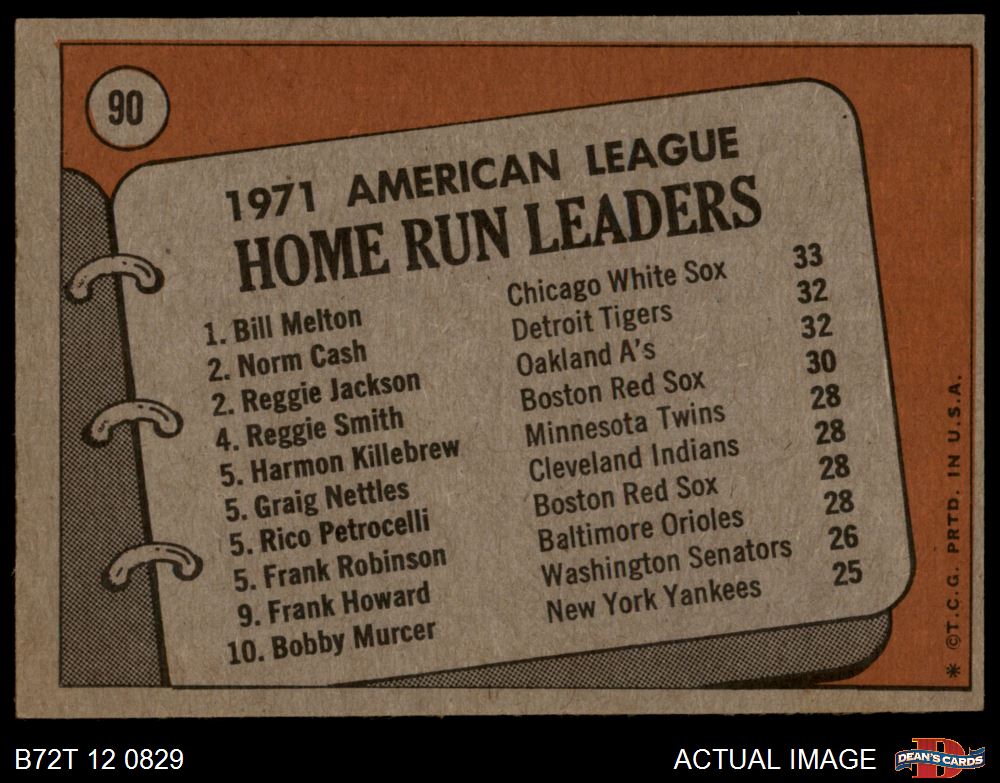 90
1971 AMERICAN LEAGUE
HOME RUN LEADERS
1. Bill Melton Chicago White Sox 33
2. Norm Cash Detroit Tigers 32
2. Reggie Jackson Oakland A's 32
4. Reggie Smith Boston Red Sox 30
5. Harmon Killebrew Minnesota Twins 28
5. Graig Nettles Cleveland Indians 28
5. Rico Petrocelli Boston Red Sox 28
5. Frank Robinson Baltimore Orioles 28
9. Frank Howard Washington Senators 26
10. Bobby Murcer New York Yankees 25
* ©T.C.G. PRTD. IN U.S.A.
B72T 12 0829
ACTUAL IMAGE
D
DEAN'S CARDS